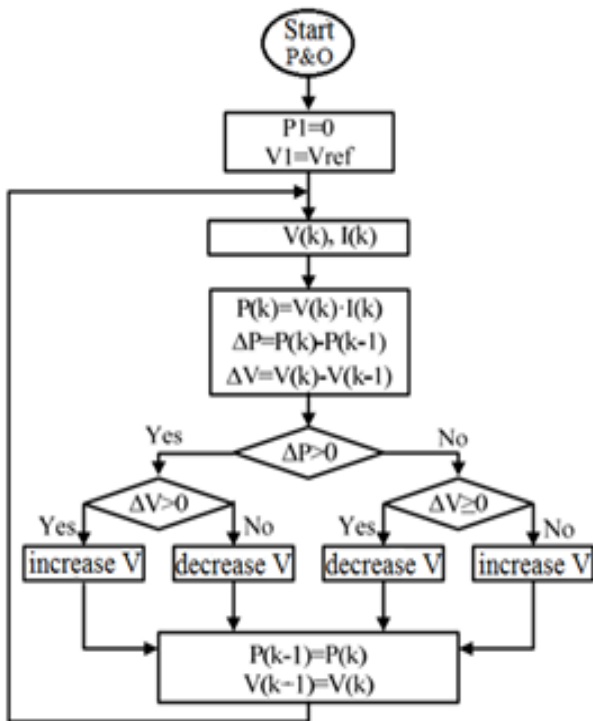 Start
P&O
P1=0
V1=Vref
V(k), I(k)
P(k)=V(k)·I(k)
ΔP=P(k)-P(k-1)
ΔV=V(k)-V(k-1)
Yes
ΔP>0
No
ΔV>0
ΔV≥0
Yes
No
Yes
No
increase V
decrease V
decrease V
increase V
P(k-1)=P(k)
V(k-1)=V(k)